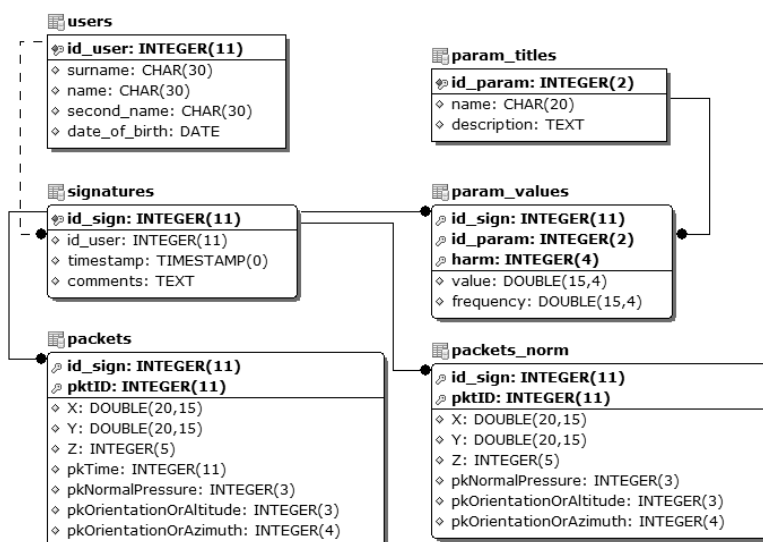 users
id_user: INTEGER(11)
surname: CHAR(30)
name: CHAR(30)
second_name: CHAR(30)
date_of_birth: DATE
param_titles
id_param: INTEGER(2)
name: CHAR(20)
description: TEXT
signatures
id_sign: INTEGER(11)
id_user: INTEGER(11)
timestamp: TIMESTAMP(0)
comments: TEXT
param_values
id_sign: INTEGER(11)
id_param: INTEGER(2)
harm: INTEGER(4)
value: DOUBLE(15,4)
frequency: DOUBLE(15,4)
packets
id_sign: INTEGER(11)
pktID: INTEGER(11)
X: DOUBLE(20,15)
Y: DOUBLE(20,15)
Z: INTEGER(5)
pkTime: INTEGER(11)
pkNormalPressure: INTEGER(3)
pkOrientationOrAltitude: INTEGER(3)
pkOrientationOrAzimuth: INTEGER(4)
packets_norm
id_sign: INTEGER(11)
pktID: INTEGER(11)
X: DOUBLE(20,15)
Y: DOUBLE(20,15)
Z: INTEGER(5)
pkNormalPressure: INTEGER(3)
pkOrientationOrAltitude: INTEGER(3)
pkOrientationOrAzimuth: INTEGER(4)